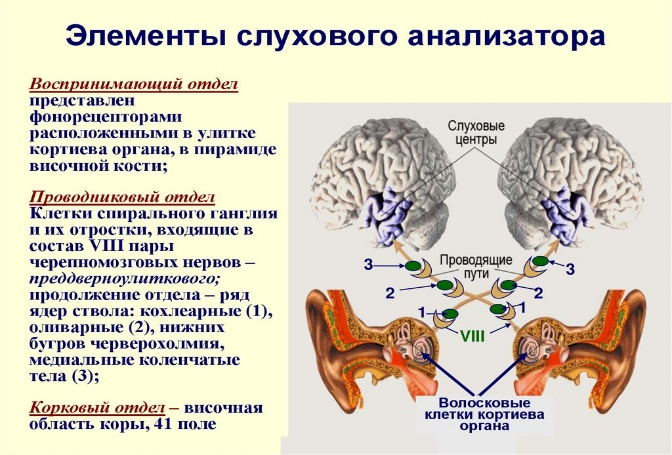 Элементы слухового анализатора
Воспринимающий отдел
представлен
фонорецепторами
расположенными в улитке
кортиева органа, в пирамиде
височной кости;
Проводниковый отдел
Клетки спирального ганглия
и их отростки, входящие в
состав VIII пары
черепномозговых нервов –
преддверноулиткового;
продолжение отдела – ряд
ядер ствола: кохлеарные (1),
оливарные (2), нижних
бугров черверохолмия,
медиальные коленчатые
тела (3);
Корковый отдел – височная
область коры, 41 поле
Слуховые
центры
Проводящие
пути
3
3
2
2
1
1
VIII
Волосковые
клетки кортиева
органа